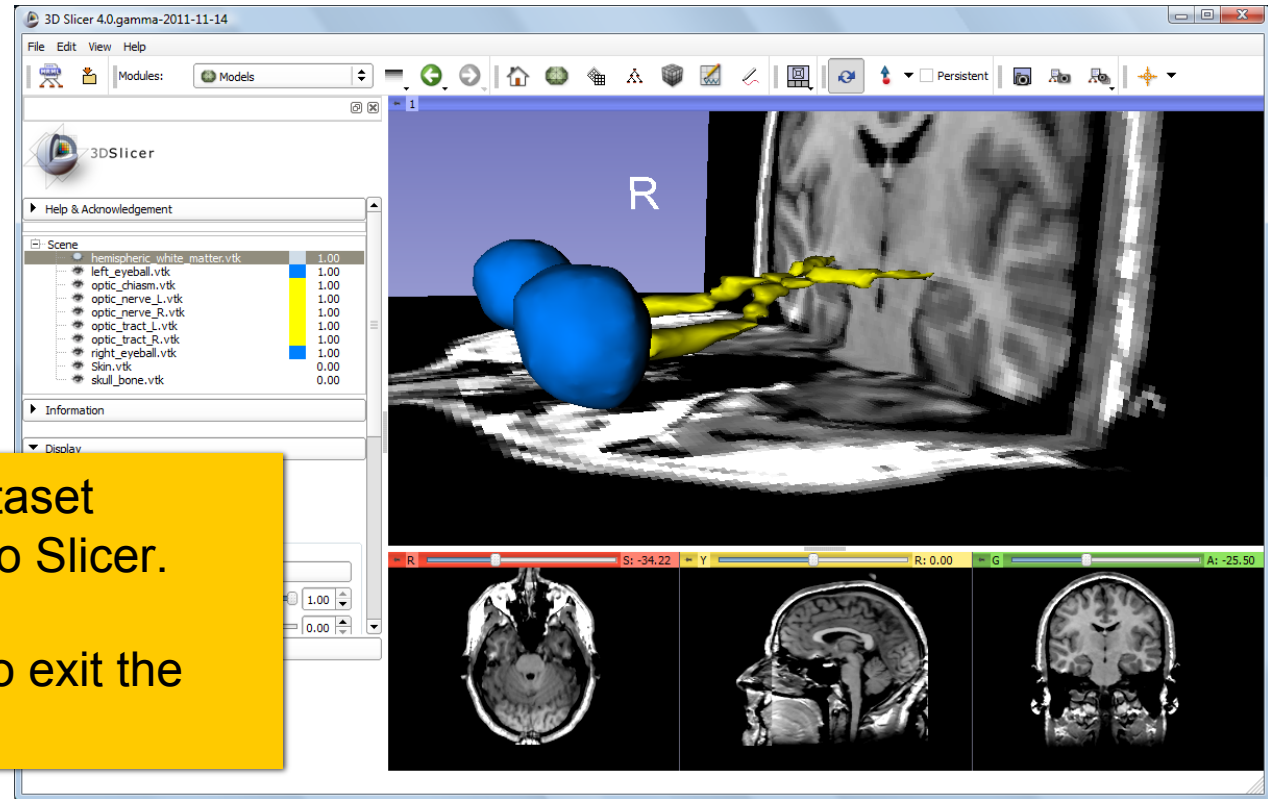 3D Slicer 4.0.gamma-2011-11-14
File Edit View Help
Modules: Models Persistent
1
3DSlicer
Help & Acknowledgement
Scene
hemispheric_white_matter.vtk 1.00
left_eyeball.vtk 1.00
optic_chiasm.vtk 1.00
optic_nerve_L.vtk 1.00
optic_nerve_R.vtk 1.00
optic_tract_L.vtk 1.00
optic_tract_R.vtk 1.00
right_eyeball.vtk 1.00
Skin.vtk 0.00
skull_bone.vtk 0.00
Information
Display
1.00
0.00
taset
o Slicer.
o exit the
R
R S: -34.22 Y R: 0.00 G A: -25.50